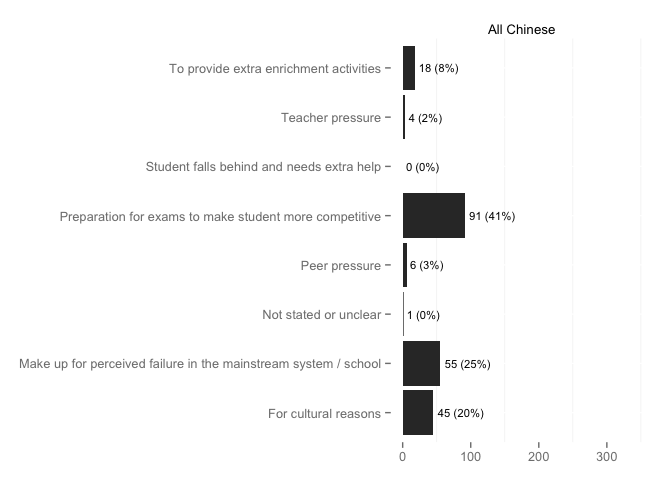 All Chinese
To provide extra enrichment activities 18 (8%)
Teacher pressure 4 (2%)
Student falls behind and needs extra help 0 (0%)
Preparation for exams to make student more competitive 91 (41%)
Peer pressure 6 (3%)
Not stated or unclear 1 (0%)
Make up for perceived failure in the mainstream system / school 55 (25%)
For cultural reasons 45 (20%)
0 100 200 300